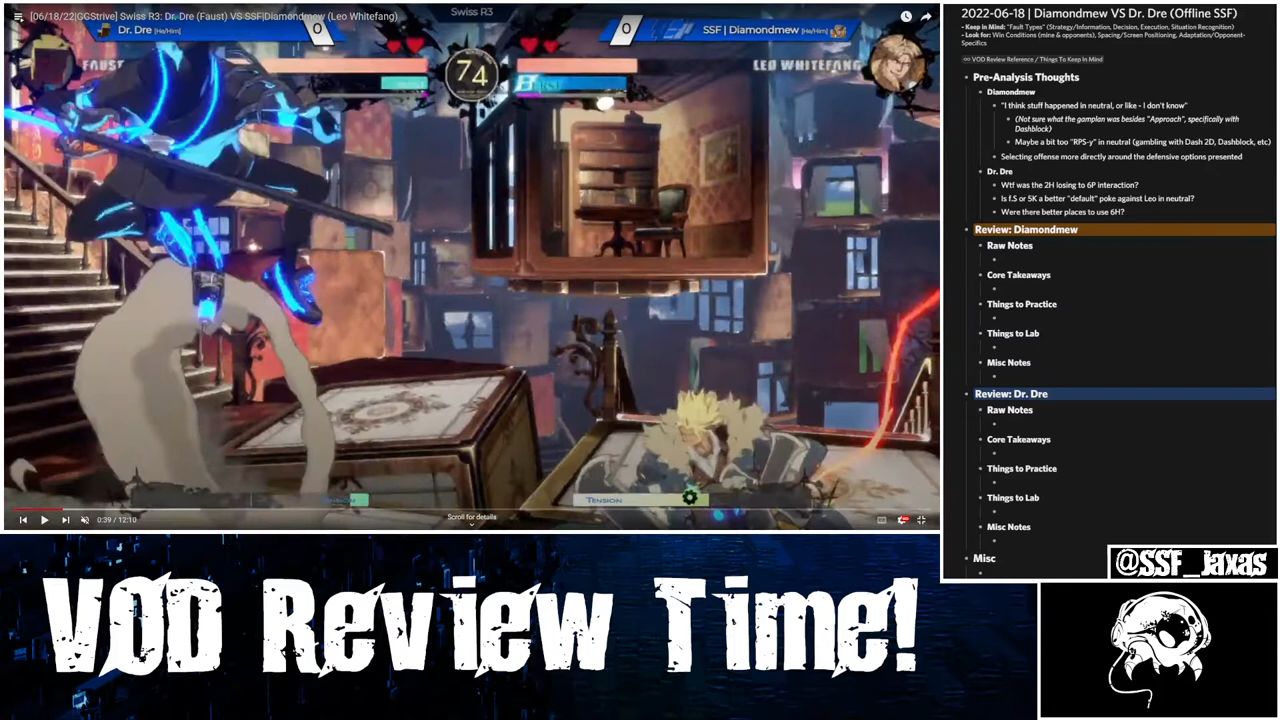 [06/18/22|GGStrive] Swiss R3: Dr. Dre (Faust) VS SSF|Diamondmew (Leo Whitefang)
Swiss R3
Dr. Dre [He/Him]
0
0
SSF | Diamondmew [He/Him]
FAUST
74
LEO WHITEFANG
BURST
TENSION
0:39 / 12:10
Scroll for details
2022-06-18 | Diamondmew VS Dr. Dre (Offline SSF)
- Keep in Mind: "Fault Types" (Strategy/Information, Decision, Execution, Situation Recognition)
- Look for: Win Conditions (mine & opponents), Spacing/Screen Positioning, Adaptation/Opponent-
Specifics
VOD Review Reference / Things To Keep In Mind
Pre-Analysis Thoughts
Diamondmew
"I think stuff happened in neutral, or like - I don't know"
(Not sure what the gamplan was besides "Approach", specifically with
Dashblock)
Maybe a bit too "RPS-y" in neutral (gambling with Dash 2D, Dashblock, etc)
Selecting offense more directly around the defensive options presented
Dr. Dre
Wtf was the 2H losing to 6P interaction?
Is f.S or 5K a better "default" poke against Leo in neutral?
Were there better places to use 6H?
Review: Diamondmew
Raw Notes
Core Takeaways
Things to Practice
Things to Lab
Misc Notes
Review: Dr. Dre
Raw Notes
Core Takeaways
Things to Practice
Things to Lab
Misc Notes
Misc
@SSF_Jaxas
VOD Review Time!